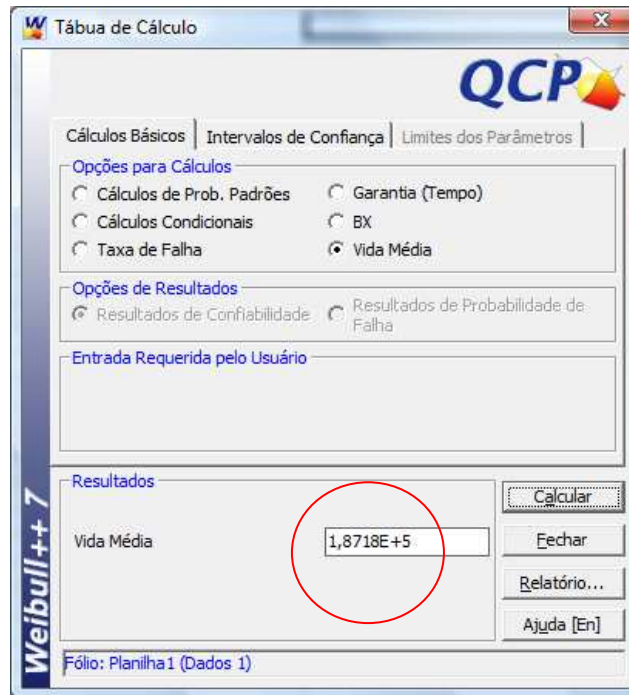 Tábua de Cálculo
QCP
Cálculos Básicos
Intervalos de Confiança
Limites dos Parâmetros
Opções para Cálculos
Cálculos de Prob. Padrões
Garantia (Tempo)
Cálculos Condicionais
BX
Taxa de Falha
Vida Média
Opções de Resultados
Resultados de Confiabilidade
Resultados de Probabilidade de
Falha
Entrada Requerida pelo Usuário
Resultados
Vida Média
1,8718E+5
Calcular
Fechar
Relatório...
Ajuda [En]
Weibull++ 7
Fólio: Planilha1 (Dados 1)